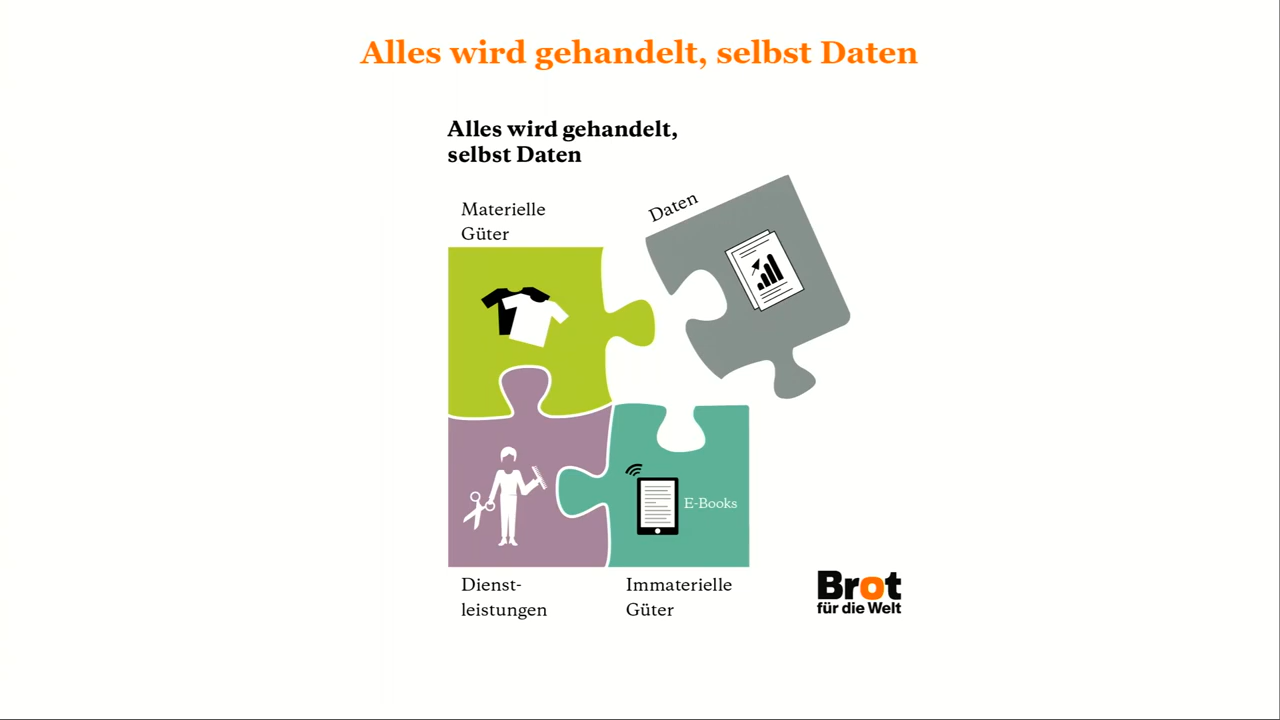 Alles wird gehandelt, selbst Daten
Alles wird gehandelt,
selbst Daten
Materielle
Güter
Daten
E-Books
Dienst-
leistungen
Immaterielle
Güter
Brot
für die Welt